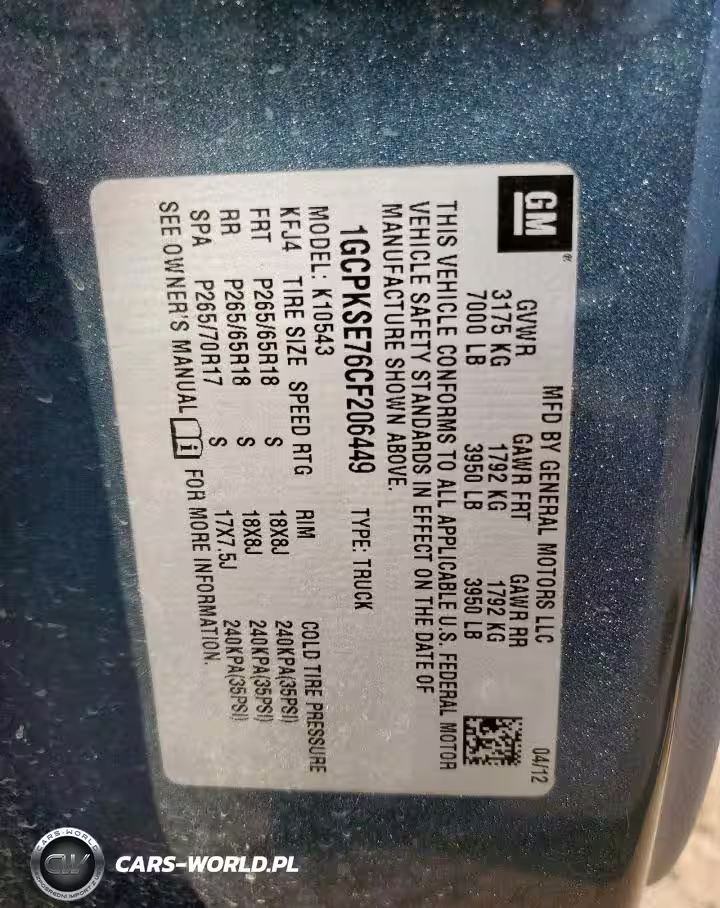 GM®
MFD BY GENERAL MOTORS LLC 04/12
GVWR GAWR FRT GAWR RR
3175 KG 1792 KG 1792 KG
7000 LB 3950 LB 3950 LB
THIS VEHICLE CONFORMS TO ALL APPLICABLE U.S. FEDERAL MOTOR
VEHICLE SAFETY STANDARDS IN EFFECT ON THE DATE OF
MANUFACTURE SHOWN ABOVE.
1GCPKSE76CF206449 TYPE: TRUCK
MODEL: K10543
KFJ4 TIRE SIZE SPEED RTG RIM COLD TIRE PRESSURE
FRT P265/65R18 S 18X8J 240KPA(35PSI)
RR P265/65R18 S 18X8J 240KPA(35PSI)
SPA P265/70R17 S 17X7.5J 240KPA(35PSI)
SEE OWNER'S MANUAL i FOR MORE INFORMATION.
CARS-WORLD
CW
CARS-WORLD.PL